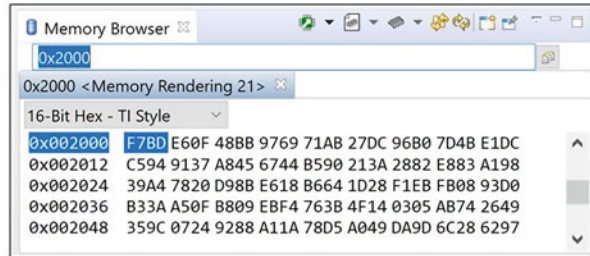 Memory Browser
0x2000
0x2000 <Memory Rendering 21>
16-Bit Hex - TI Style
0x002000 F7BD E60F 48BB 9769 71AB 27DC 96B0 7D4B E1DC
0x002012 C594 9137 A845 6744 B590 213A 2882 E883 A198
0x002024 39A4 7820 D98B E618 B664 1D28 F1EB FB08 93D0
0x002036 B33A A50F B809 EBF4 763B 4F14 0305 AB74 2649
0x002048 359C 0724 9288 A11A 78D5 A049 DA9D 6C28 6297